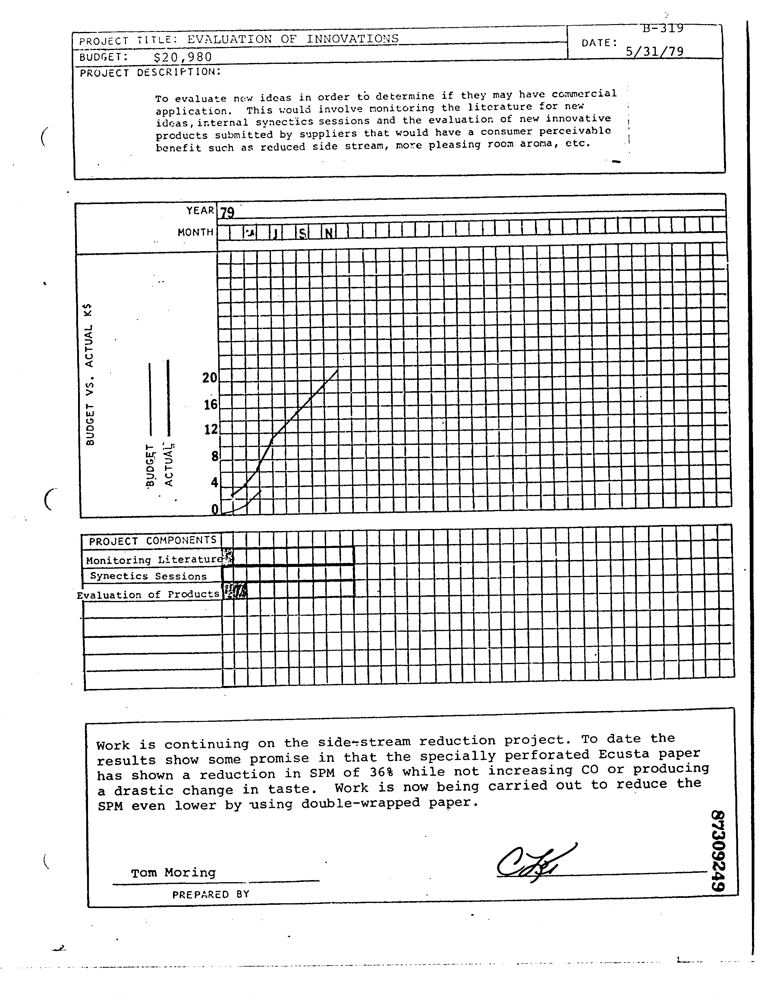 B-319
PROJECT TITLE: EVALUATION OF INNOVATIONS
DATE: 5/31/79
BUDGET: $20,980
PROJECT DESCRIPTION:
To evaluate new ideas in order to determine if they may have commercial
application. This would involve monitoring the literature for new
ideas, internal synectics sessions and the evaluation of new innovative
products submitted by suppliers that would have a consumer perceivable
benefit such as reduced side stream, more pleasing room aroma, etc.
YEAR 79
MONTH J S N
BUDGET VS. ACTUAL K$
BUDGET
ACTUAL
20
16
12
8
4
0
PROJECT COMPONENTS
Monitoring Literature
Synectics Sessions
Evaluation of Products
Work is continuing on the side-stream reduction project. To date the
results show some promise in that the specially perforated Ecusta paper
has shown a reduction in SPM of 36% while not increasing CO or producing
a drastic change in taste. Work is now being carried out to reduce the
SPM even lower by using double-wrapped paper.
87309249
Tom Moring
PREPARED BY